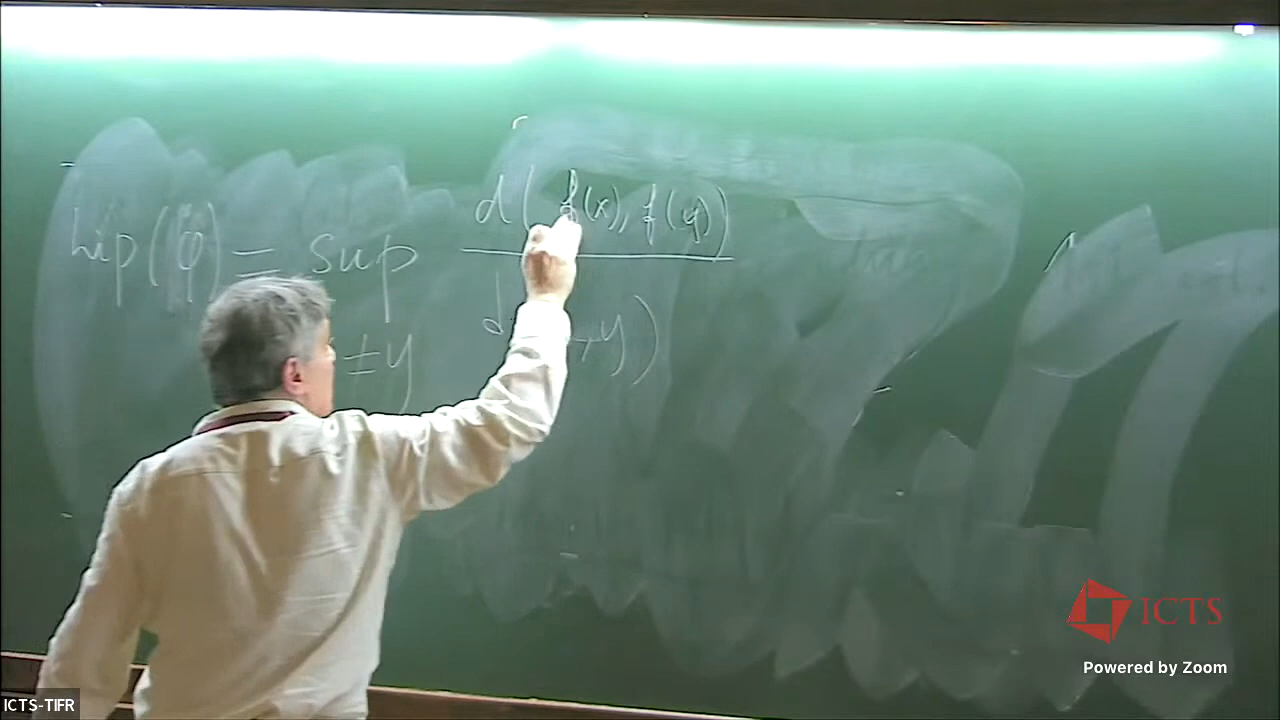 Lip(φ) = sup d(f(x), f(y))
±y
, y)
ICTS
Powered by Zoom
ICTS-TIFR